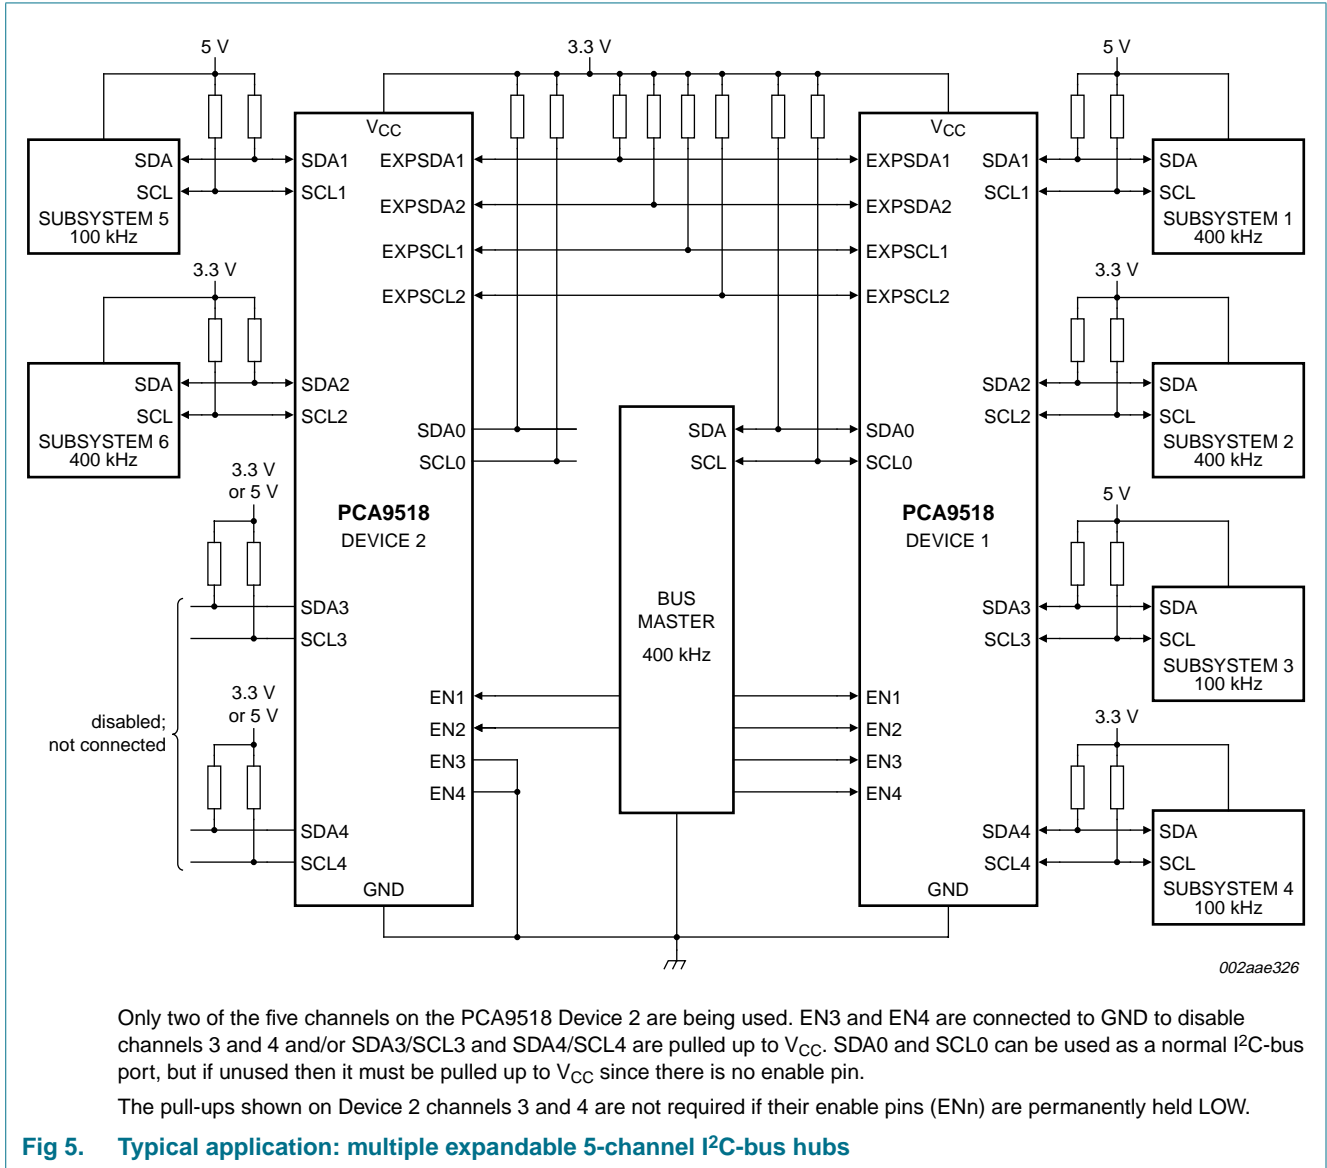 5 V
3.3 V
5 V
VCC
VCC
SDA
SCL
SUBSYSTEM 5
100 kHz
SDA1
SCL1
EXPSDA1
EXPSDA2
EXPSCL1
EXPSCL2
EXPSDA1
EXPSDA2
EXPSCL1
EXPSCL2
SDA1
SCL1
SDA
SCL
SUBSYSTEM 1
400 kHz
3.3 V
3.3 V
SDA
SCL
SUBSYSTEM 6
400 kHz
SDA2
SCL2
SDA0
SCL0
SDA
SCL
SDA0
SCL0
SDA2
SCL2
SDA
SCL
SUBSYSTEM 2
400 kHz
3.3 V
or 5 V
PCA9518
DEVICE 2
PCA9518
DEVICE 1
5 V
SDA3
SCL3
BUS
MASTER
400 kHz
SDA3
SCL3
SDA
SCL
SUBSYSTEM 3
100 kHz
3.3 V
or 5 V
disabled;
not connected
EN1
EN2
EN3
EN4
EN1
EN2
EN3
EN4
3.3 V
SDA4
SCL4
SDA4
SCL4
SDA
SCL
SUBSYSTEM 4
100 kHz
GND
GND
002aae326
Only two of the five channels on the PCA9518 Device 2 are being used. EN3 and EN4 are connected to GND to disable
channels 3 and 4 and/or SDA3/SCL3 and SDA4/SCL4 are pulled up to VCC. SDA0 and SCL0 can be used as a normal I²C-bus
port, but if unused then it must be pulled up to VCC since there is no enable pin.
The pull-ups shown on Device 2 channels 3 and 4 are not required if their enable pins (ENn) are permanently held LOW.
Fig 5. Typical application: multiple expandable 5-channel I²C-bus hubs